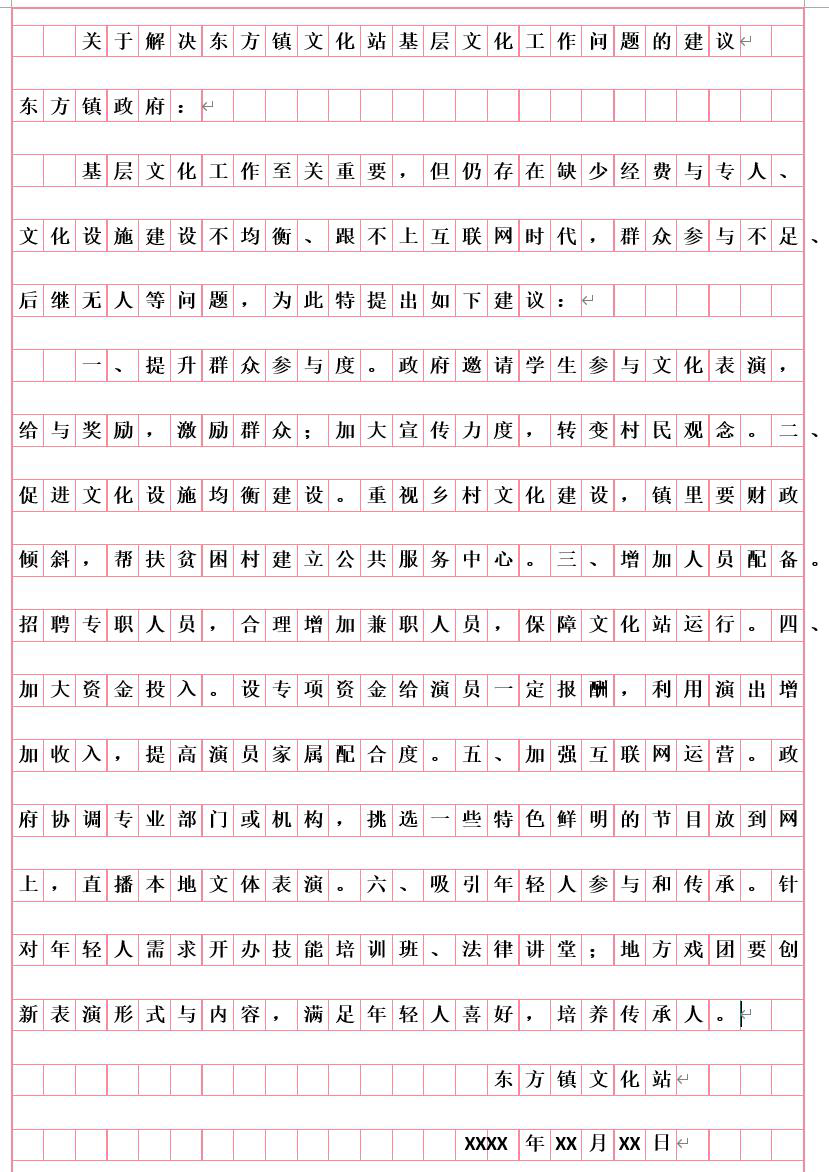 关于解决东方镇文化站基层文化工作问题的建议
东方镇政府：
基层文化工作至关重要，但仍存在缺少经费与专人、
文化设施建设不均衡、跟不上互联网时代，群众参与不足、
后继无人等问题，为此特提出如下建议：
一、提升群众参与度。政府邀请学生参与文化表演，
给与奖励，激励群众；加大宣传力度，转变村民观念。二、
促进文化设施均衡建设。重视乡村文化建设，镇里要财政
倾斜，帮扶贫困村建立公共服务中心。三、增加人员配备。
招聘专职人员，合理增加兼职人员，保障文化站运行。四、
加大资金投入。设专项资金给演员一定报酬，利用演出增
加收入，提高演员家属配合度。五、加强互联网运营。政
府协调专业部门或机构，挑选一些特色鲜明的节目放到网
上，直播本地文体表演。六、吸引年轻人参与和传承。针
对年轻人需求开办技能培训班、法律讲堂；地方戏团要创
新表演形式与内容，满足年轻人喜好，培养传承人。
东方镇文化站
XXXX 年 XX 月 XX 日